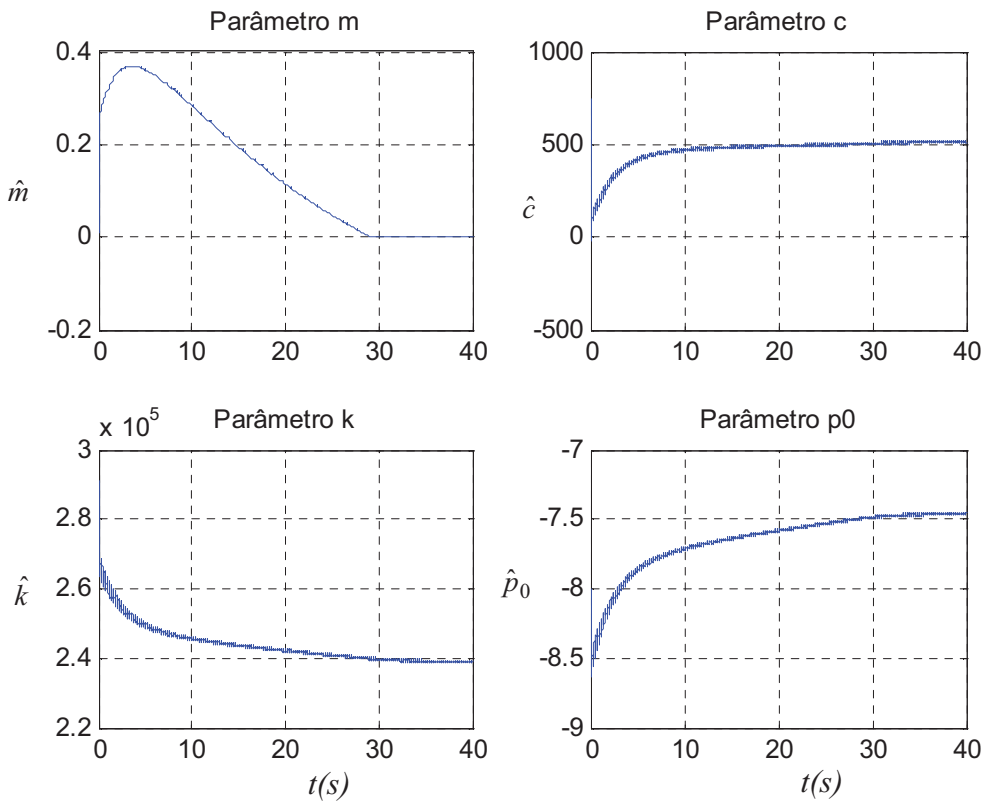 Parâmetro m
0.4
0.2
0
-0.2
m̂
0 10 20 30 40
Parâmetro c
1000
500
0
-500
ĉ
0 10 20 30 40
x 10^5
Parâmetro k
3
2.8
2.6
2.4
2.2
k̂
0 10 20 30 40
t(s)
Parâmetro p0
-7
-7.5
-8
-8.5
-9
p̂₀
0 10 20 30 40
t(s)